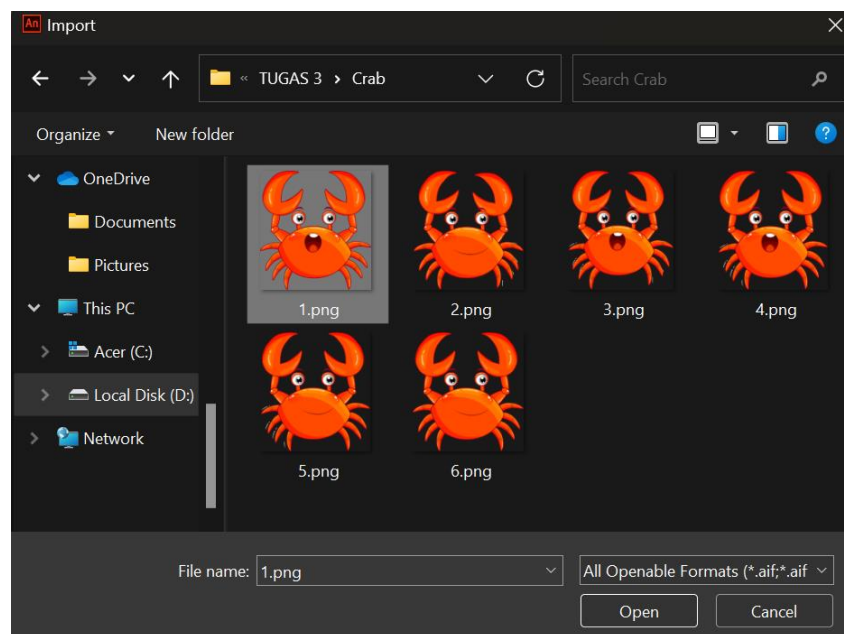 An Import
« TUGAS 3 › Crab
Search Crab
Organize
New folder
OneDrive
Documents
Pictures
This PC
Acer (C:)
Local Disk (D:)
Network
1.png
2.png
3.png
4.png
5.png
6.png
File name: 1.png
All Openable Formats (*.aif;*.aif
Open
Cancel